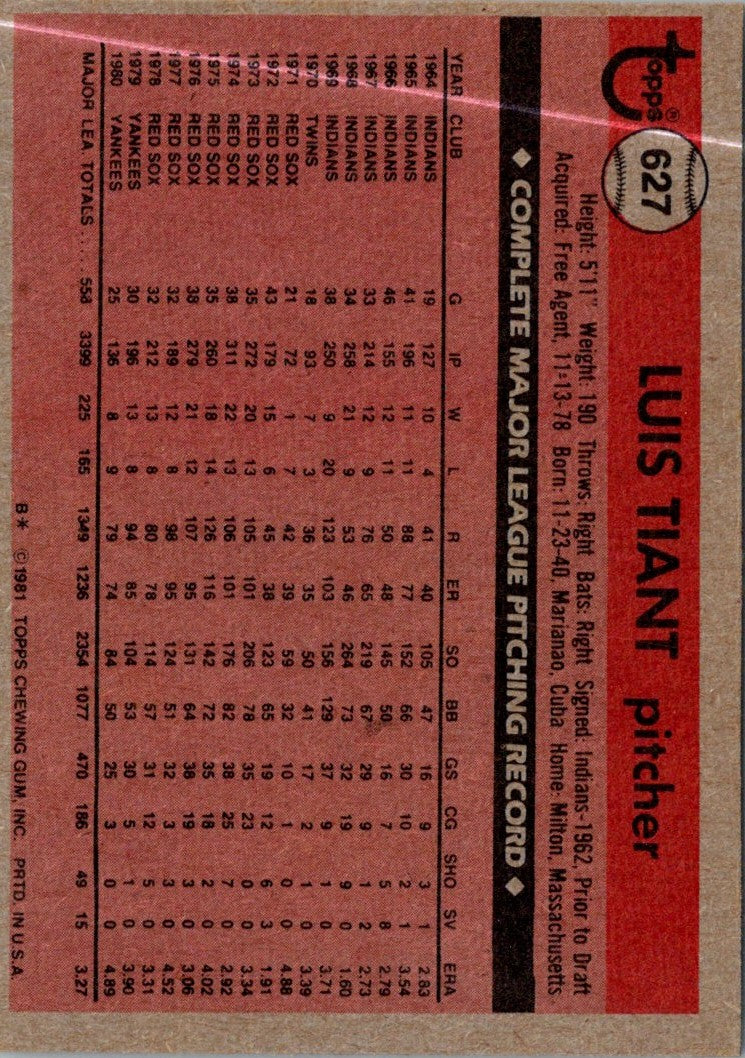 topps® 627 LUIS TIANT pitcher
Height: 5'11" Weight: 190 Throws: Right Bats: Right Signed: Indians-1962, Prior to Draft
Acquired: Free Agent, 11-13-78 Born: 11-23-40, Marianao, Cuba Home: Milton, Massachusetts
◆ COMPLETE MAJOR LEAGUE PITCHING RECORD ◆
YEAR CLUB G IP W L R ER SO BB GS CG SHO SV ERA
1964 INDIANS 19 127 10 4 41 40 105 47 16 9 3 1 2.83
1965 INDIANS 41 196 11 11 88 77 152 66 30 10 2 1 3.54
1966 INDIANS 46 155 12 11 50 48 145 50 16 7 5 8 2.79
1967 INDIANS 33 214 12 9 76 65 219 67 29 9 1 2 2.73
1968 INDIANS 34 258 21 9 53 46 264 73 32 19 9 0 1.60
1969 INDIANS 38 250 9 20 123 103 156 129 37 9 1 0 3.71
1970 TWINS 18 93 7 3 36 35 50 41 17 2 1 0 3.39
1971 RED SOX 21 72 1 7 42 39 59 32 10 1 0 0 4.88
1972 RED SOX 43 179 15 6 45 38 123 65 19 12 6 3 1.91
1973 RED SOX 35 272 20 13 105 101 206 78 35 23 0 0 3.34
1974 RED SOX 38 311 22 13 106 101 176 82 38 25 7 0 2.92
1975 RED SOX 35 260 18 14 126 116 142 72 35 18 2 0 4.02
1976 RED SOX 38 279 21 12 107 95 131 64 38 19 3 0 3.06
1977 RED SOX 32 189 12 8 98 95 124 51 32 3 3 0 4.52
1978 RED SOX 32 212 13 8 80 78 114 57 31 12 5 0 3.31
1979 YANKEES 30 196 13 8 94 85 104 53 30 5 1 0 3.90
1980 YANKEES 25 136 8 9 79 74 84 50 25 3 0 0 4.89
MAJOR LEA. TOTALS..... 558 3399 225 165 1349 1236 2354 1077 470 186 49 15 3.27
B* ©1981 TOPPS CHEWING GUM, INC. PRTD. IN U.S.A.